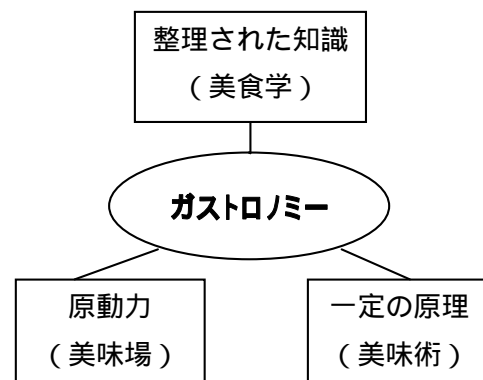 整理された知識
（美食学）
ガストロノミー
原動力
（美味場）
一定の原理
（美味術）